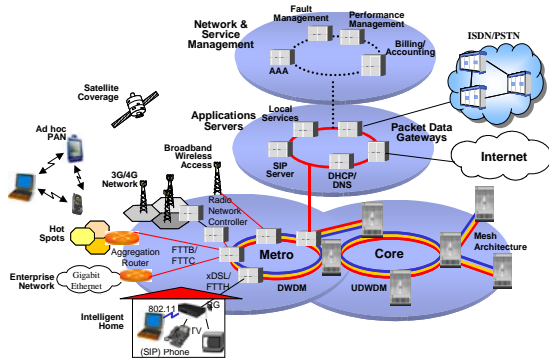 Network &
Service
Management
Fault
Management
Performance
Management
Billing/
Accounting
AAA
ISDN/PSTN
Satellite
Coverage
Applications
Servers
Local
Services
Packet Data
Gateways
SIP
Server
DHCP/
DNS
Internet
Ad hoc
PAN
Broadband
Wireless
Access
3G/4G
Network
Radio
Network
Controller
Hot
Spots
Aggregation
Router
FTTB/
FTTC
Metro
Core
Mesh
Architecture
Enterprise
Network
Gigabit
Ethernet
xDSL/
FTTH
DWDM
UDWDM
Intelligent
Home
802.11
TV
(SIP) Phone